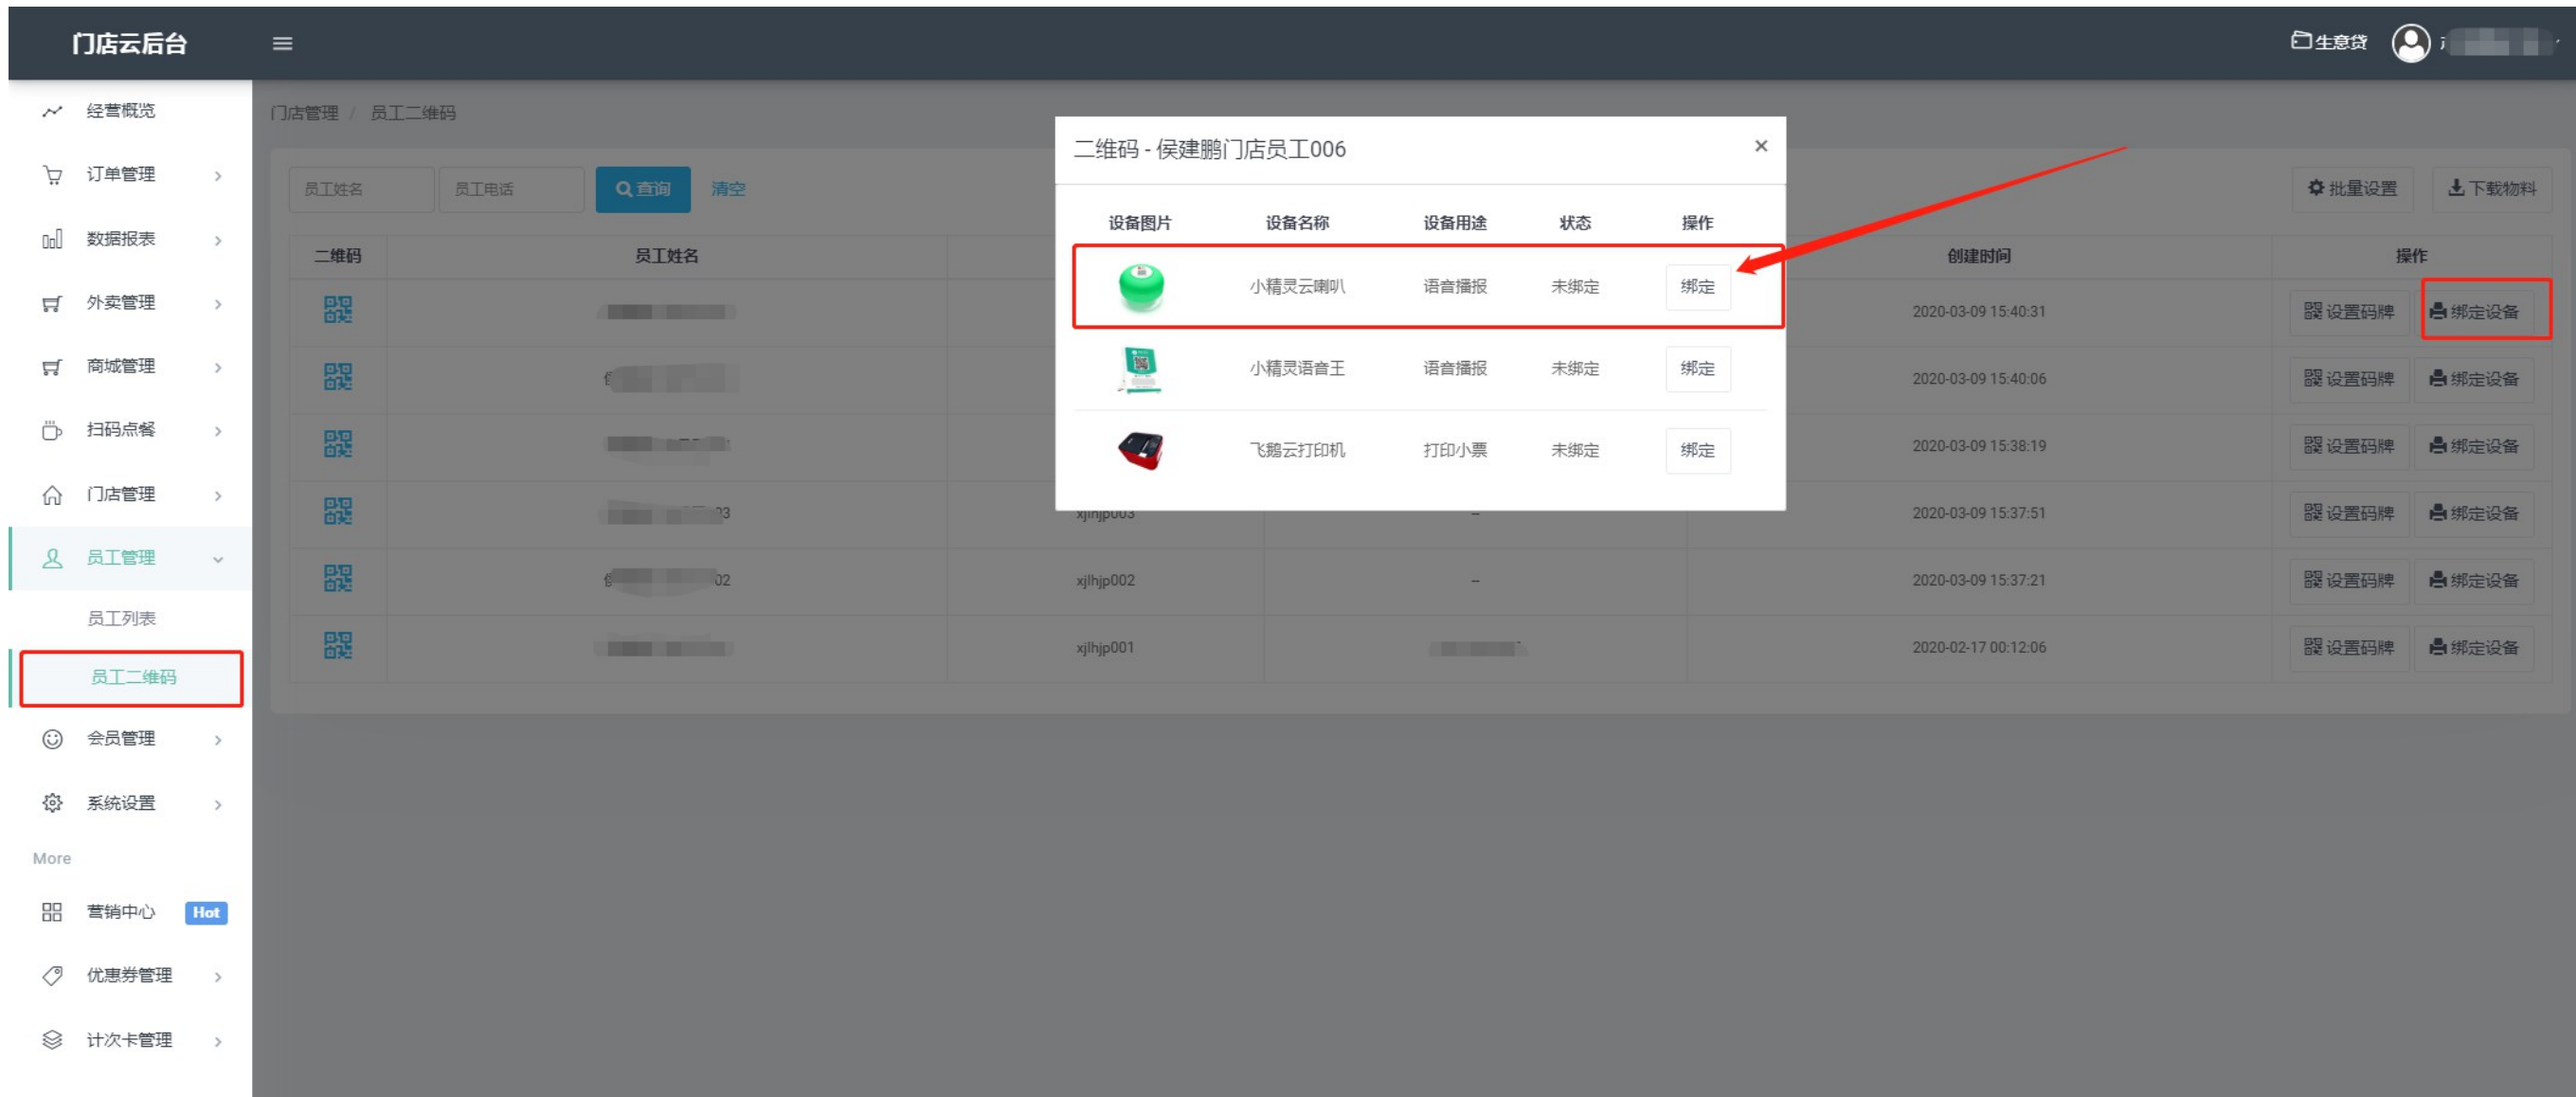 门店云后台
生意贷
经营概览
订单管理
数据报表
外卖管理
商城管理
扫码点餐
门店管理
员工管理
员工列表
员工二维码
会员管理
系统设置
More
营销中心 Hot
优惠券管理
计次卡管理
门店管理 / 员工二维码
员工姓名 员工电话 查询 清空 批量设置 下载物料
二维码 员工姓名 创建时间 操作
2020-03-09 15:40:31 设置码牌 绑定设备
2020-03-09 15:40:06 设置码牌 绑定设备
2020-03-09 15:38:19 设置码牌 绑定设备
03 xjlhjp003 -- 2020-03-09 15:37:51 设置码牌 绑定设备
02 xjlhjp002 -- 2020-03-09 15:37:21 设置码牌 绑定设备
xjlhjp001 2020-02-17 00:12:06 设置码牌 绑定设备
二维码 - 侯建鹏门店员工006 ×
设备图片 设备名称 设备用途 状态 操作
小精灵云喇叭 语音播报 未绑定 绑定
小精灵语音王 语音播报 未绑定 绑定
飞鹅云打印机 打印小票 未绑定 绑定